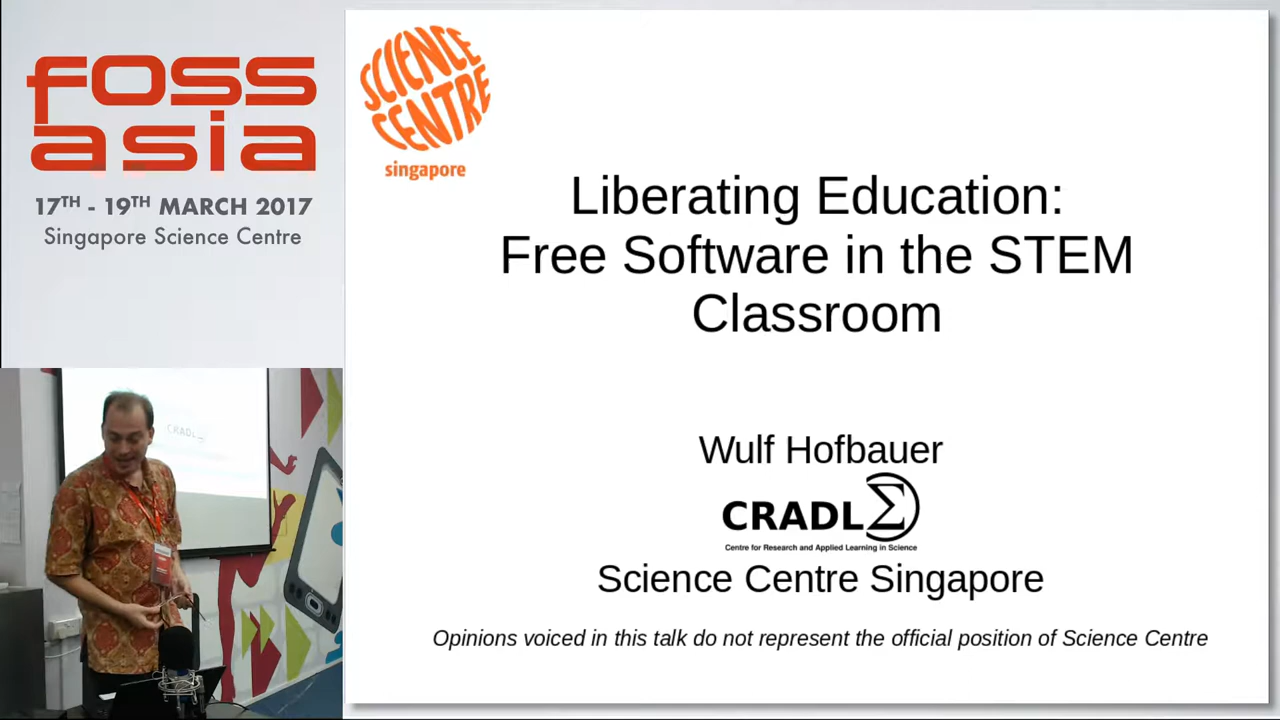 foss
asia
17TH - 19TH MARCH 2017
Singapore Science Centre
SCIENCE
CENTRE
singapore
Liberating Education:
Free Software in the STEM
Classroom
Wulf Hofbauer
CRADLΣ
Centre for Research and Applied Learning in Science
Science Centre Singapore
Opinions voiced in this talk do not represent the official position of Science Centre
CRADL